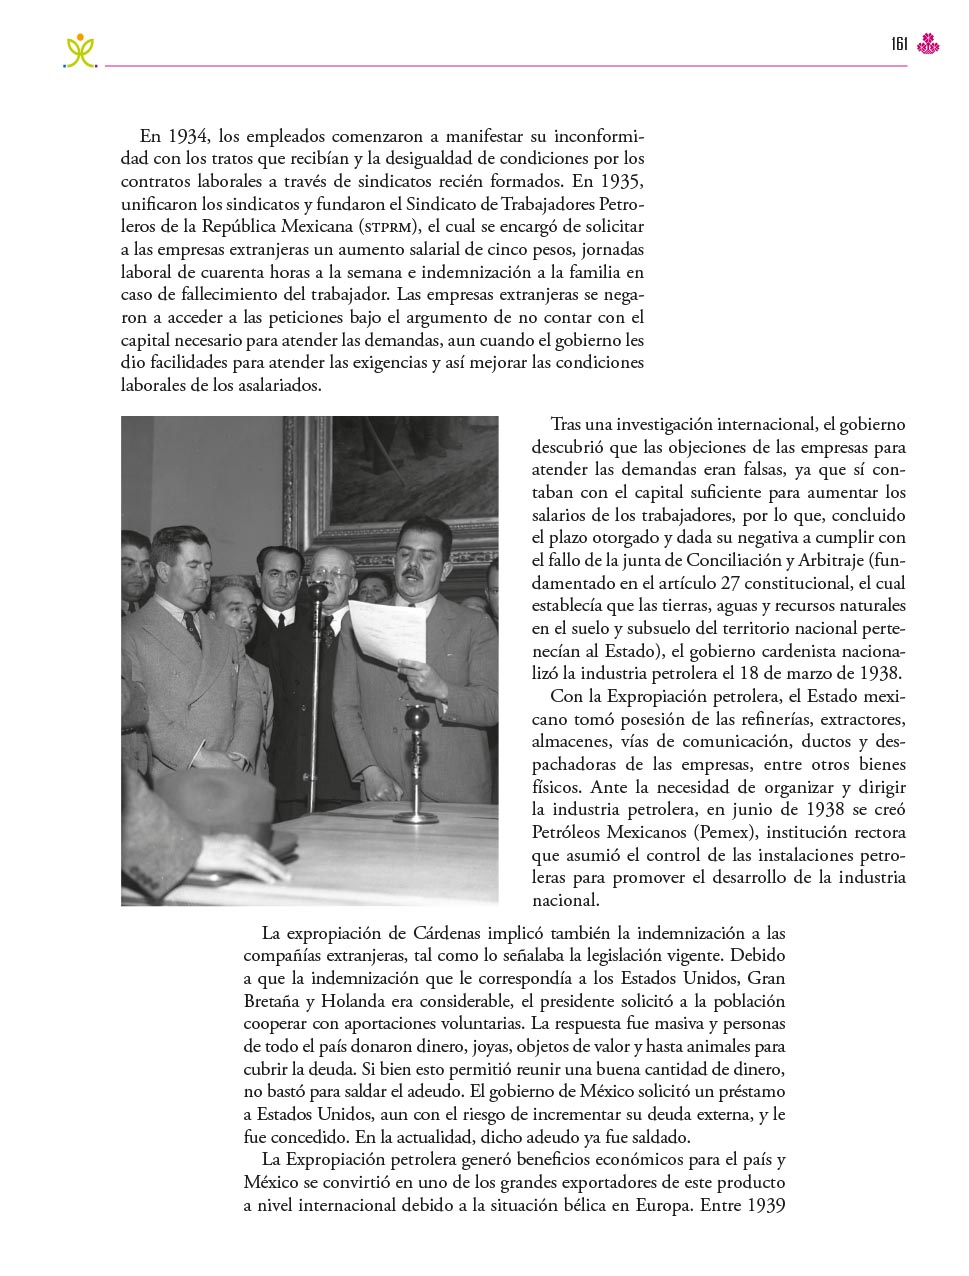 161
En 1934, los empleados comenzaron a manifestar su inconformi-
dad con los tratos que recibían y la desigualdad de condiciones por los
contratos laborales a través de sindicatos recién formados. En 1935,
unificaron los sindicatos y fundaron el Sindicato de Trabajadores Petro-
leros de la República Mexicana (STPRM), el cual se encargó de solicitar
a las empresas extranjeras un aumento salarial de cinco pesos, jornadas
laboral de cuarenta horas a la semana e indemnización a la familia en
caso de fallecimiento del trabajador. Las empresas extranjeras se nega-
ron a acceder a las peticiones bajo el argumento de no contar con el
capital necesario para atender las demandas, aun cuando el gobierno les
dio facilidades para atender las exigencias y así mejorar las condiciones
laborales de los asalariados.
Tras una investigación internacional, el gobierno
descubrió que las objeciones de las empresas para
atender las demandas eran falsas, ya que sí con-
taban con el capital suficiente para aumentar los
salarios de los trabajadores, por lo que, concluido
el plazo otorgado y dada su negativa a cumplir con
el fallo de la junta de Conciliación y Arbitraje (fun-
damentado en el artículo 27 constitucional, el cual
establecía que las tierras, aguas y recursos naturales
en el suelo y subsuelo del territorio nacional perte-
necían al Estado), el gobierno cardenista naciona-
lizó la industria petrolera el 18 de marzo de 1938.
Con la Expropiación petrolera, el Estado mexi-
cano tomó posesión de las refinerías, extractores,
almacenes, vías de comunicación, ductos y des-
pachadoras de las empresas, entre otros bienes
físicos. Ante la necesidad de organizar y dirigir
la industria petrolera, en junio de 1938 se creó
Petróleos Mexicanos (Pemex), institución rectora
que asumió el control de las instalaciones petro-
leras para promover el desarrollo de la industria
nacional.
La expropiación de Cárdenas implicó también la indemnización a las
compañías extranjeras, tal como lo señalaba la legislación vigente. Debido
a que la indemnización que le correspondía a los Estados Unidos, Gran
Bretaña y Holanda era considerable, el presidente solicitó a la población
cooperar con aportaciones voluntarias. La respuesta fue masiva y personas
de todo el país donaron dinero, joyas, objetos de valor y hasta animales para
cubrir la deuda. Si bien esto permitió reunir una buena cantidad de dinero,
no bastó para saldar el adeudo. El gobierno de México solicitó un préstamo
a Estados Unidos, aun con el riesgo de incrementar su deuda externa, y le
fue concedido. En la actualidad, dicho adeudo ya fue saldado.
La Expropiación petrolera generó beneficios económicos para el país y
México se convirtió en uno de los grandes exportadores de este producto
a nivel internacional debido a la situación bélica en Europa. Entre 1939